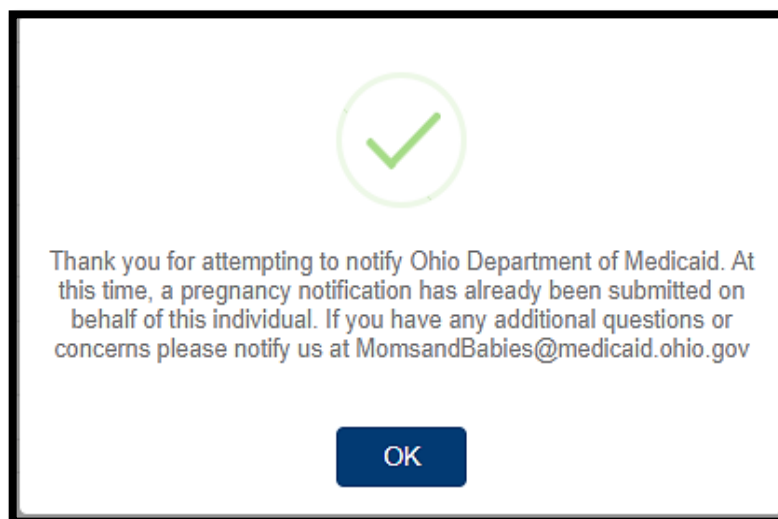 Thank you for attempting to notify Ohio Department of Medicaid. At
this time, a pregnancy notification has already been submitted on
behalf of this individual. If you have any additional questions or
concerns please notify us at MomsandBabies@medicaid.ohio.gov
OK